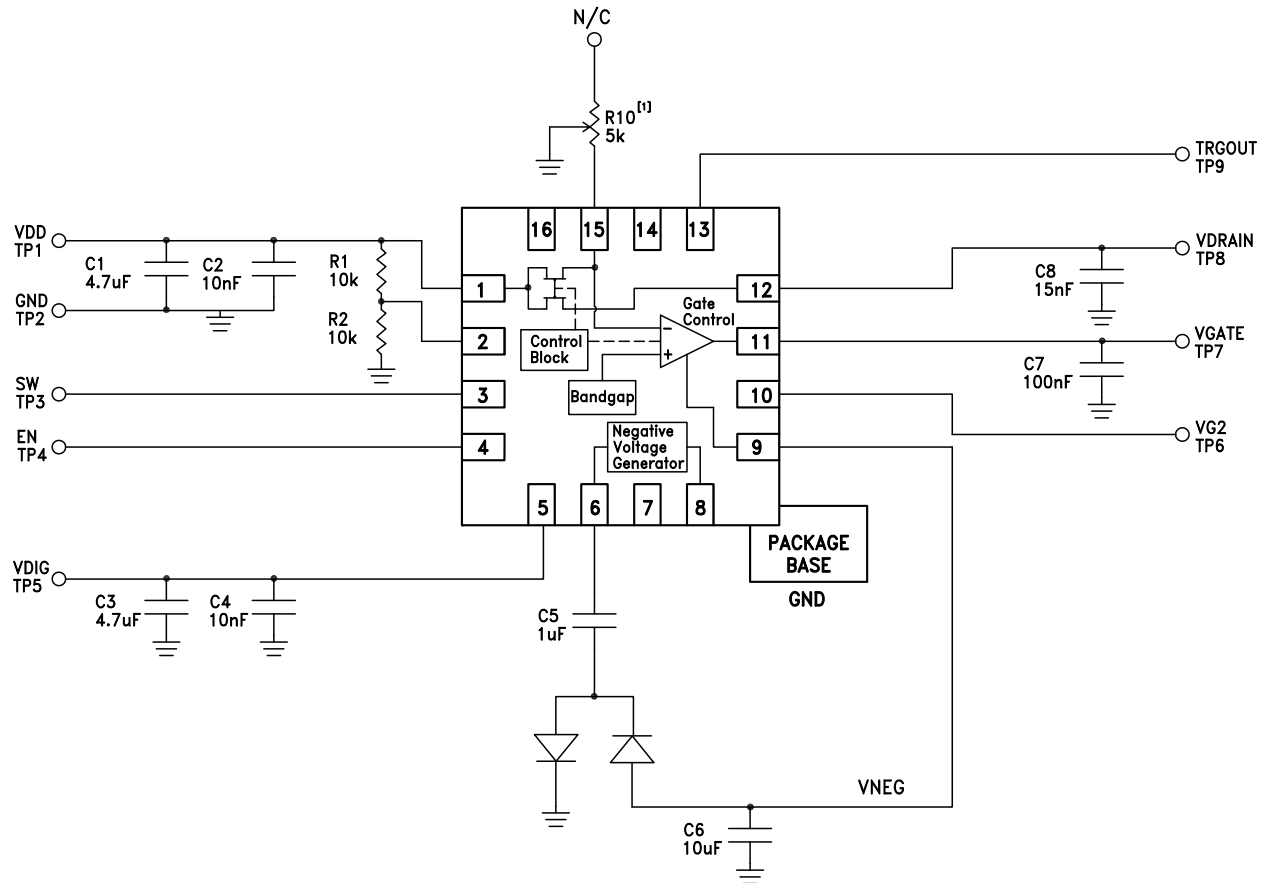 N/C
R10[1]
5k
TRGOUT
TP9
16
15
14
13
VDD
TP1
C1
4.7uF
C2
10nF
R1
10k
VDRAIN
TP8
C8
15nF
1
12
GND
TP2
R2
10k
Gate
Control
2
Control
Block
−
+
11
VGATE
TP7
C7
100nF
SW
TP3
3
Bandgap
10
EN
TP4
4
Negative
Voltage
Generator
9
VG2
TP6
5
6
7
8
PACKAGE
BASE
GND
VDIG
TP5
C3
4.7uF
C4
10nF
C5
1uF
VNEG
C6
10uF